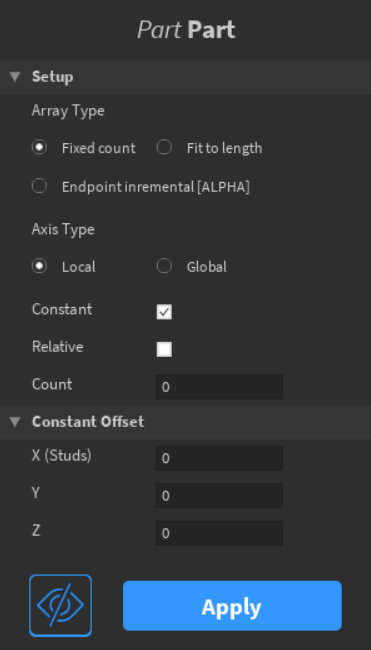 Part Part
Setup
Array Type
Fixed count Fit to length
Endpoint inremental [ALPHA]
Axis Type
Local Global
Constant
Relative
Count 0
Constant Offset
X (Studs) 0
Y 0
Z 0
Apply